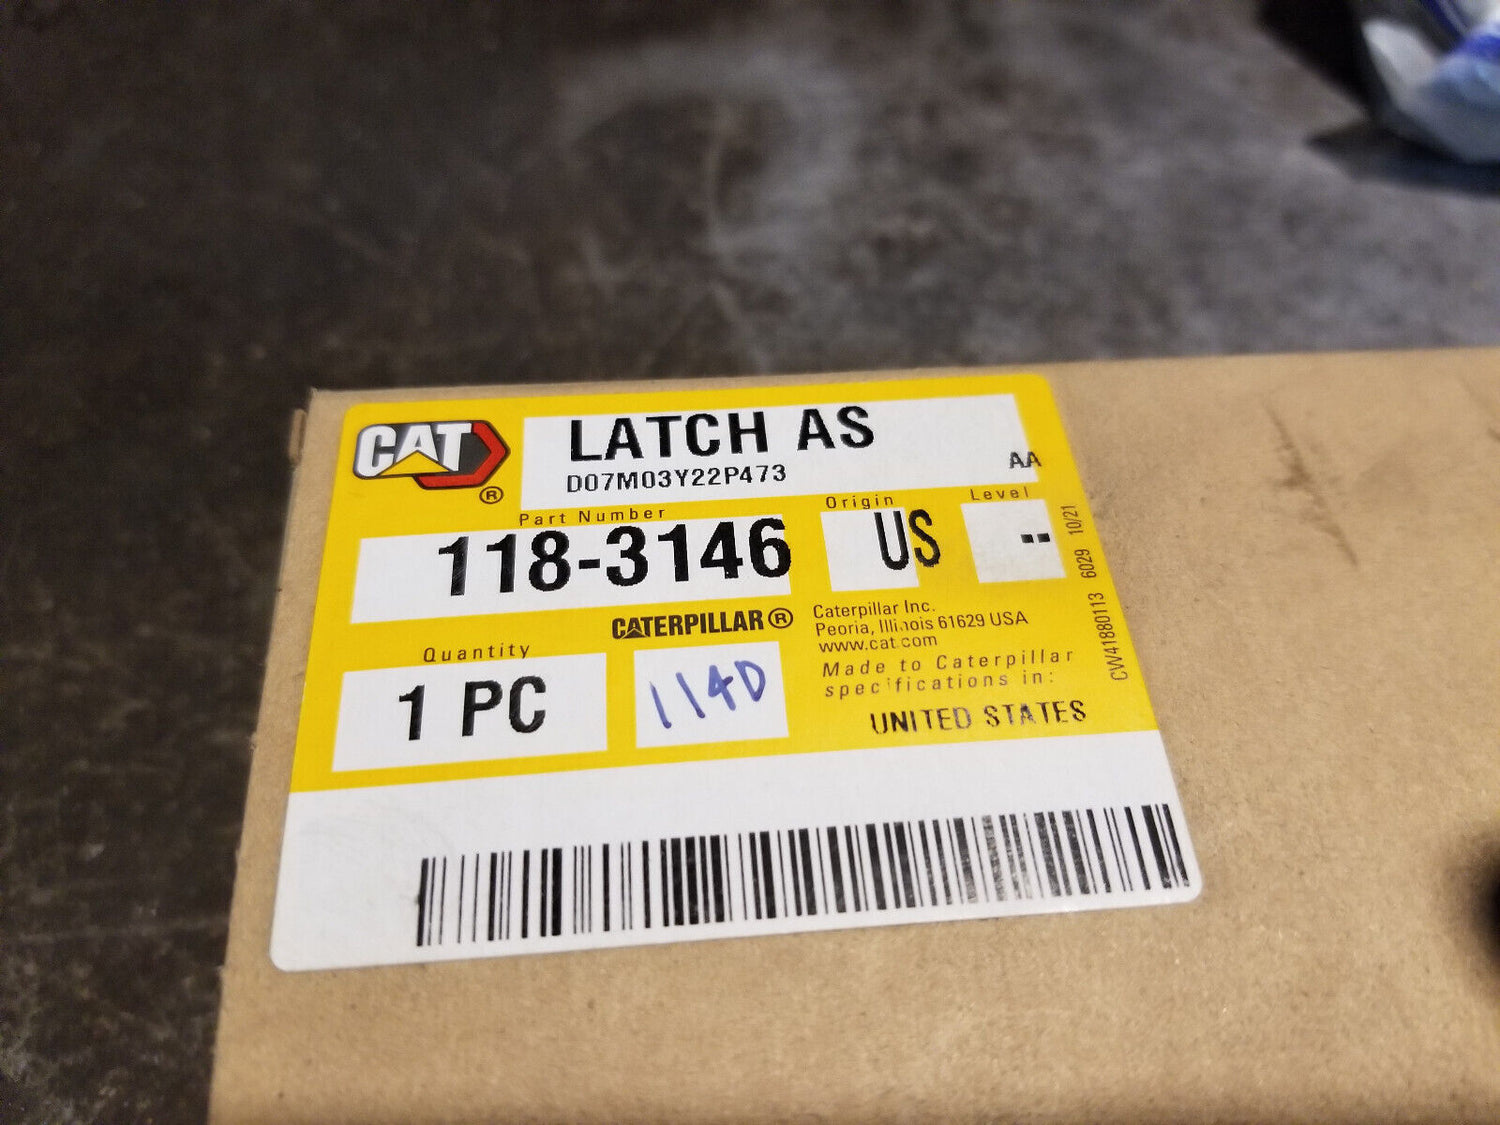 CAT
®
LATCH AS
D07M03Y22P473
AA
Part Number
118-3146
Origin
US
Level
--
CATERPILLAR®
Quantity
1 PC
1140
Caterpillar Inc.
Peoria, Illinois 61629 USA
www.cat.com
Made to Caterpillar
specifications in:
UNITED STATES
CW41880113 6029 10/21